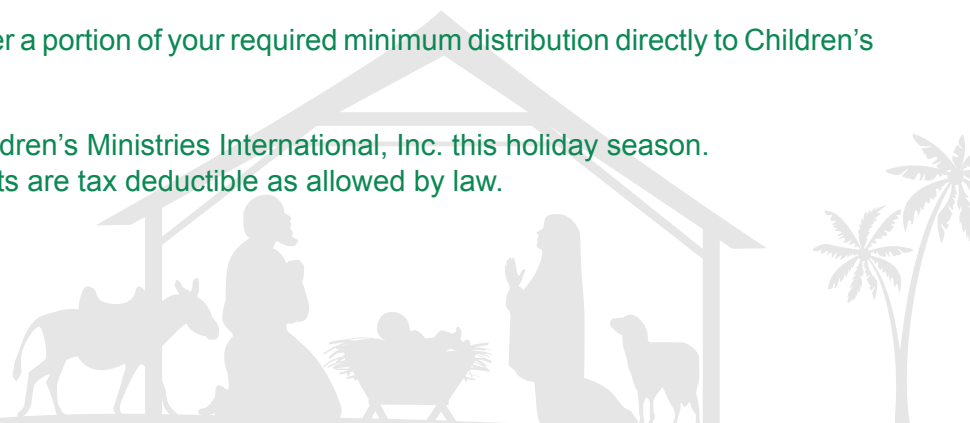 er a portion of your required minimum distribution directly to Children’s
dren’s Ministries International, Inc. this holiday season.
ts are tax deductible as allowed by law.